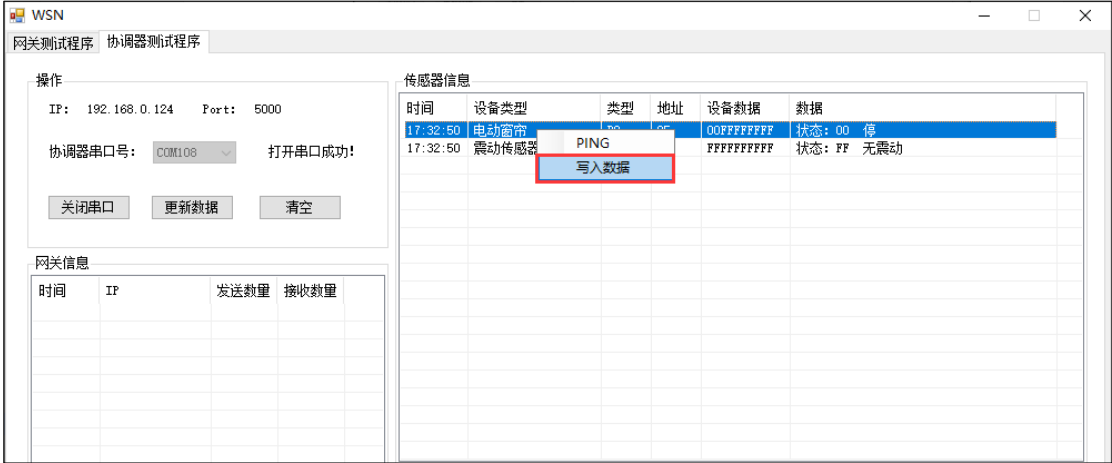 WSN
网关测试程序 协调器测试程序
操作
IP: 192.168.0.124 Port: 5000
协调器串口号: COM108 打开串口成功!
关闭串口 更新数据 清空
网关信息
时间 IP 发送数量 接收数量
传感器信息
时间 设备类型 类型 地址 设备数据 数据
17:32:50 电动窗帘 00FFFFFFFF 状态: 00 停
17:32:50 震动传感器 FFFFFFFFFF 状态: FF 无震动
PING
写入数据